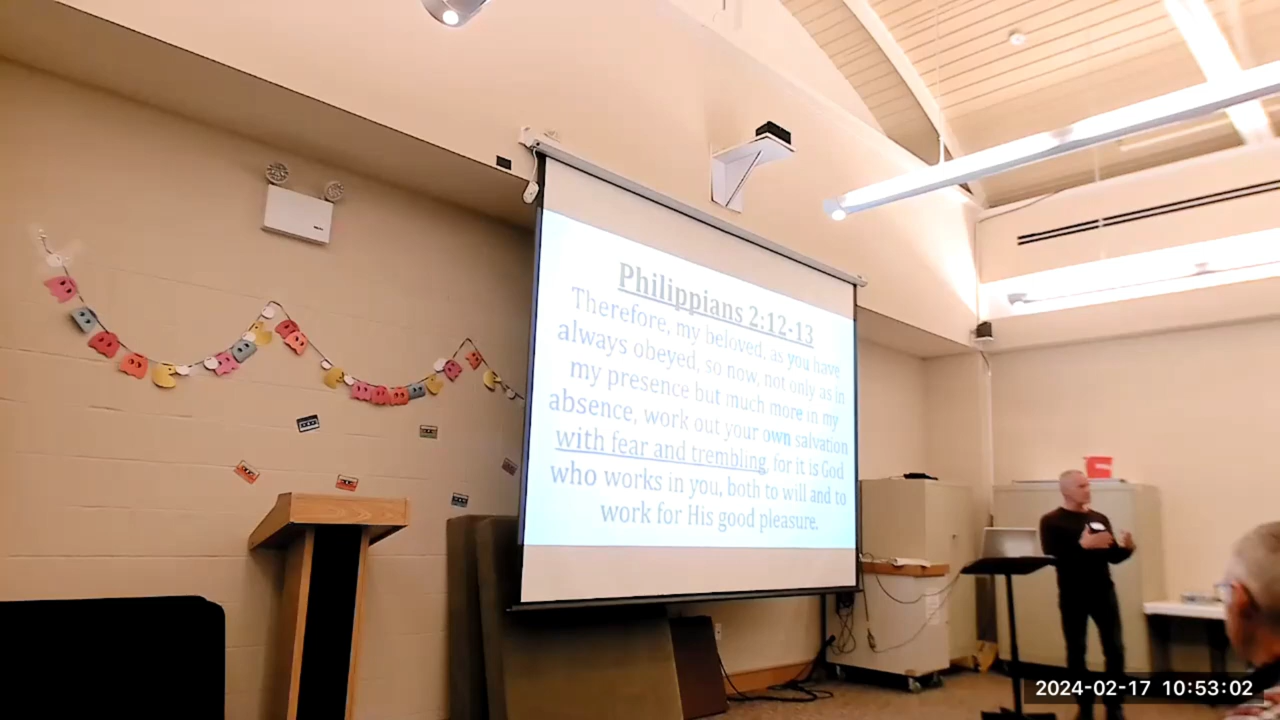 Philippians 2:12-13
Therefore, my beloved, as you have
always obeyed, so now, not only as in
my presence but much more in my
absence, work out your own salvation
with fear and trembling, for it is God
who works in you, both to will and to
work for His good pleasure.
2024-02-17 10:53:02